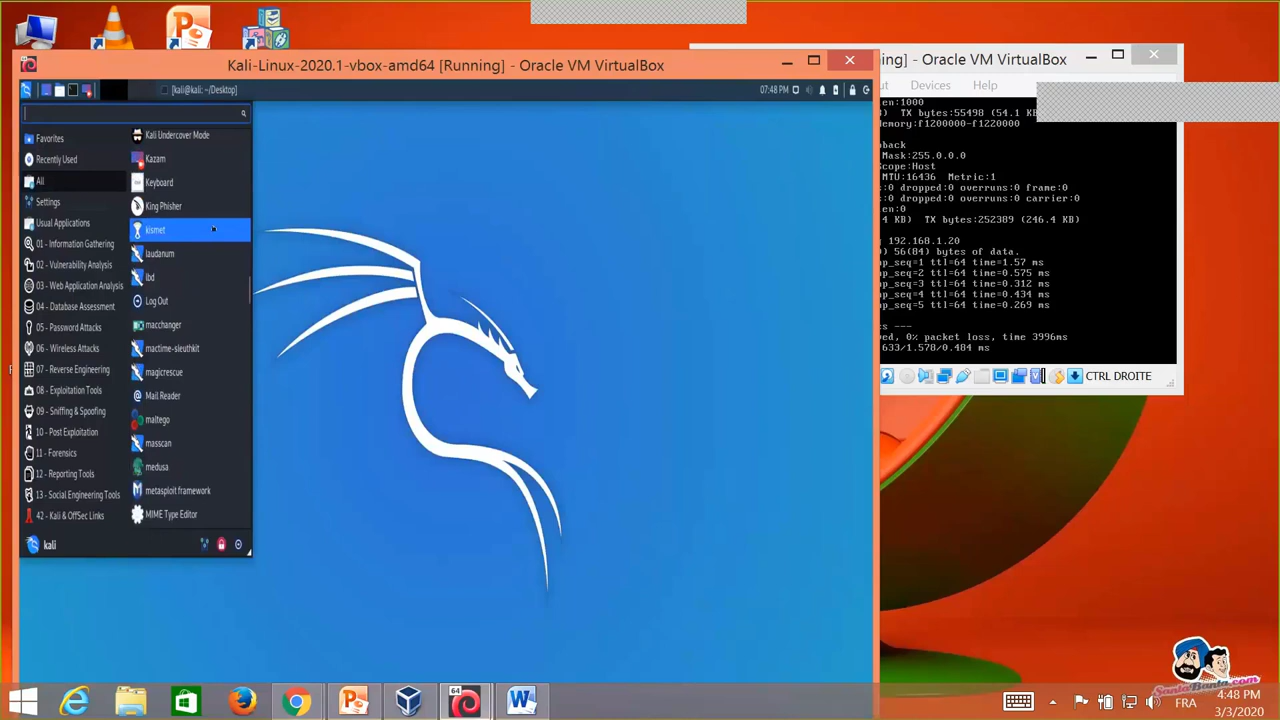 Kali-Linux-2020.1-vbox-amd64 [Running] - Oracle VM VirtualBox
[kali@kali: ~/Desktop]
07:48 PM
Favorites
Recently Used
All
Settings
Usual Applications
01 - Information Gathering
02 - Vulnerability Analysis
03 - Web Application Analysis
04 - Database Assessment
05 - Password Attacks
06 - Wireless Attacks
07 - Reverse Engineering
08 - Exploitation Tools
09 - Sniffing & Spoofing
10 - Post Exploitation
11 - Forensics
12 - Reporting Tools
13 - Social Engineering Tools
42 - Kali & OffSec Links
Kali Undercover Mode
Kazam
Keyboard
King Phisher
kismet
laudanum
lbd
Log Out
macchanger
mactime-sleuthkit
magicrescue
Mail Reader
maltego
masscan
medusa
metasploit framework
MIME Type Editor
kali
ing] - Oracle VM VirtualBox
ut Devices Help
en:1000
) TX bytes:55498 (54.1 K
emory:f1200000-f1220000
pback
Mask:255.0.0.0
Scope:Host
MTU:16436 Metric:1
:0 dropped:0 overruns:0 frame:0
:0 dropped:0 overruns:0 carrier:0
en:0
4 KB) TX bytes:252389 (246.4 KB)
192.168.1.20
) 56(84) bytes of data.
p_seq=1 ttl=64 time=1.57 ms
p_seq=2 ttl=64 time=0.575 ms
p_seq=3 ttl=64 time=0.312 ms
p_seq=4 ttl=64 time=0.434 ms
p_seq=5 ttl=64 time=0.269 ms
cs ---
ed, 0% packet loss, time 3996ms
633/1.578/0.484 ms
CTRL DROITE
SantaBanta.com
64
FR
4:48 PM
3/3/2020